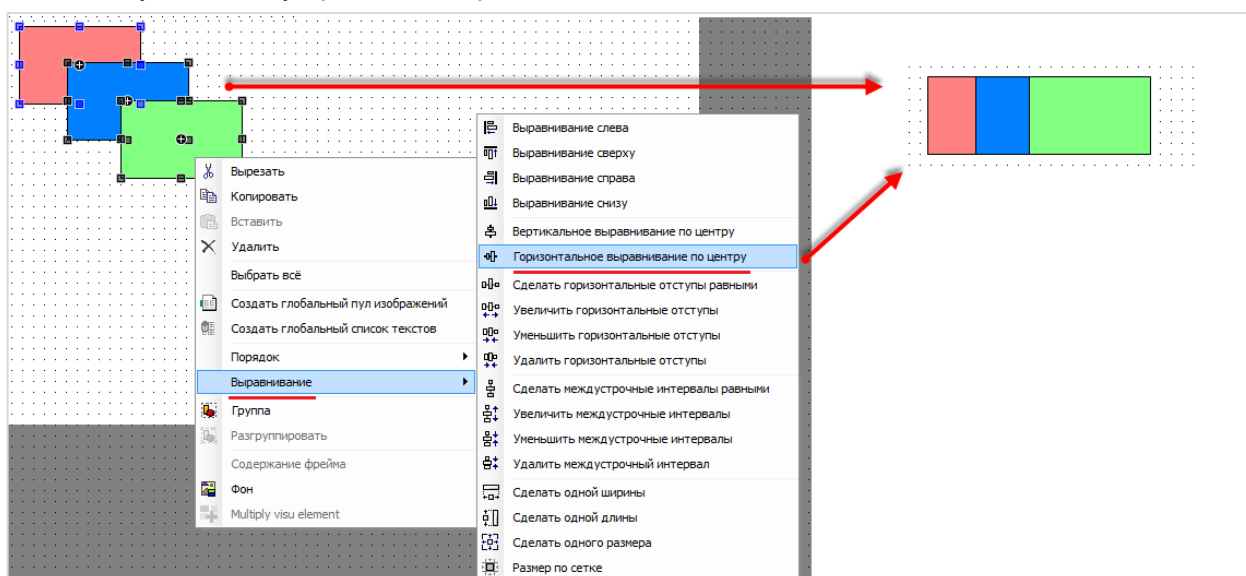 Вырезать
Копировать
Вставить
Удалить
Выбрать всё
Создать глобальный пул изображений
Создать глобальный список текстов
Порядок
Выравнивание
Группа
Разгруппировать
Содержание фрейма
Фон
Multiply visu element
Выравнивание слева
Выравнивание сверху
Выравнивание справа
Выравнивание снизу
Вертикальное выравнивание по центру
Горизонтальное выравнивание по центру
Сделать горизонтальные отступы равными
Увеличить горизонтальные отступы
Уменьшить горизонтальные отступы
Удалить горизонтальные отступы
Сделать междустрочные интервалы равными
Увеличить междустрочные интервалы
Уменьшить междустрочные интервалы
Удалить междустрочный интервал
Сделать одной ширины
Сделать одной длины
Сделать одного размера
Размер по сетке